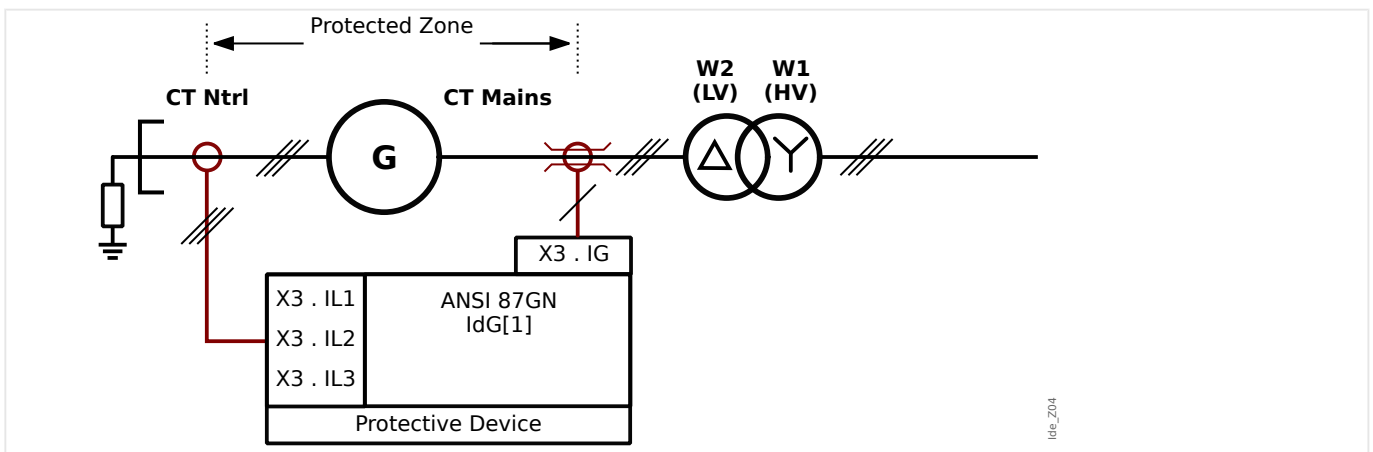 Protected Zone
W2 W1
(LV) (HV)
CT Ntrl CT Mains
G
X3 . IG
X3 . IL1
ANSI 87GN
IdG[1]
X3 . IL2
X3 . IL3
Protective Device
Ide_Z04